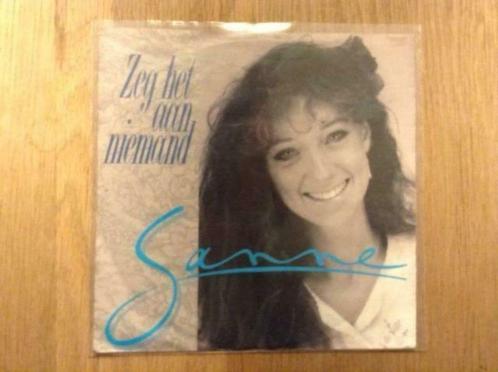 Zeg het
aan
niemand
Sanne